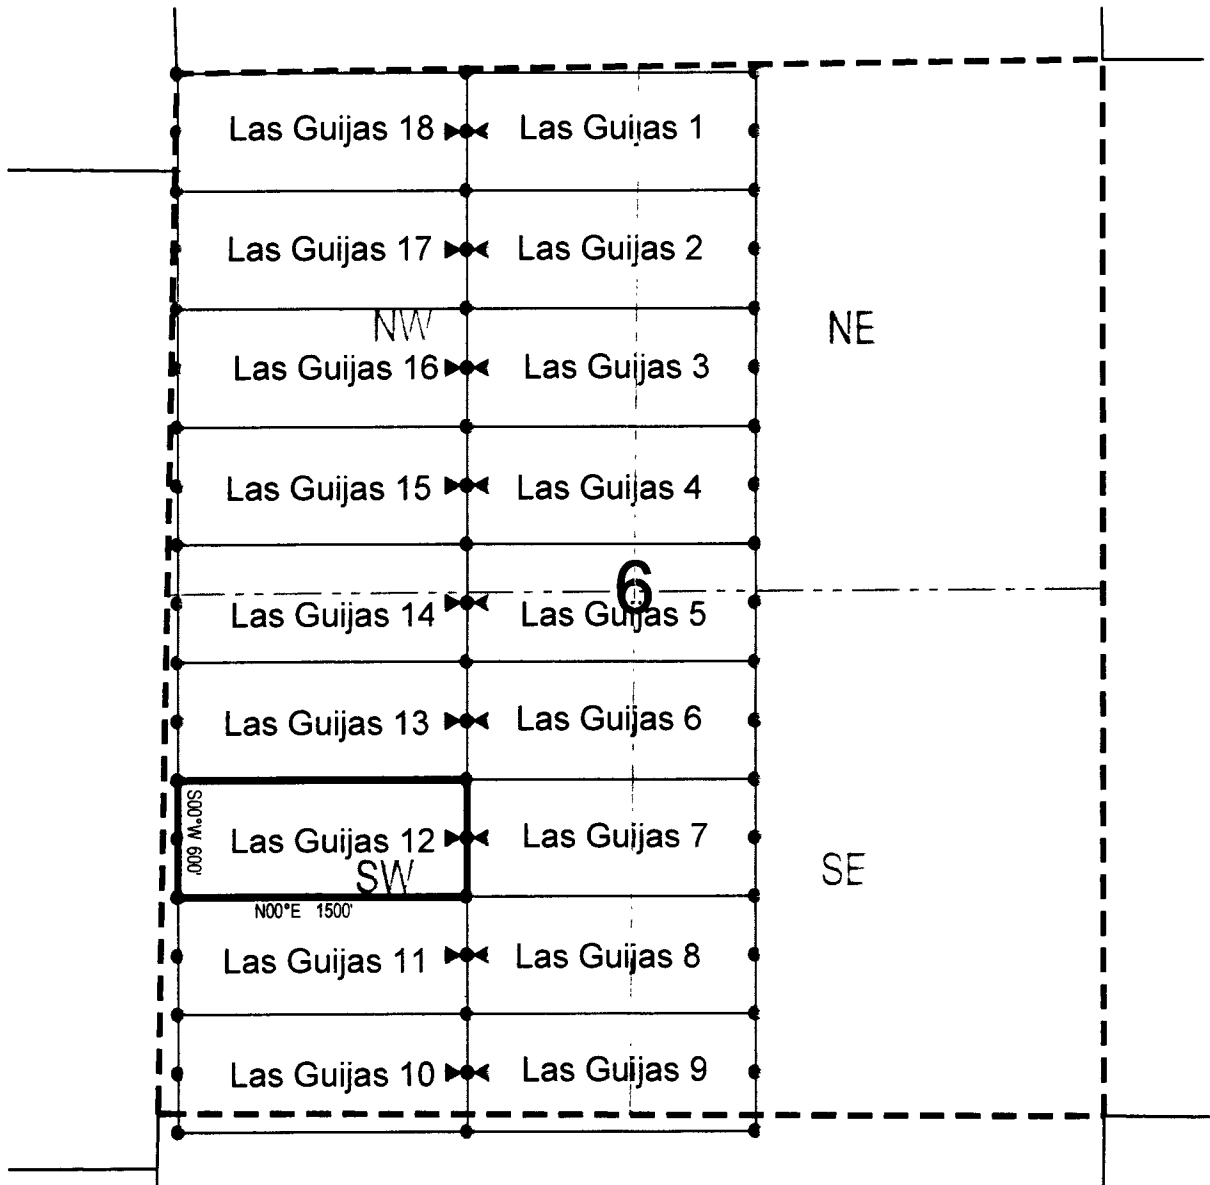 Las Guijas 18 Las Guijas 1
Las Guijas 17 Las Guijas 2
NW
NE
Las Guijas 16 Las Guijas 3
Las Guijas 15 Las Guijas 4
6
Las Guijas 14 Las Guijas 5
Las Guijas 13 Las Guijas 6
S00°W 600'
Las Guijas 12 Las Guijas 7
SW
SE
N00°E 1500'
Las Guijas 11 Las Guijas 8
Las Guijas 10 Las Guijas 9